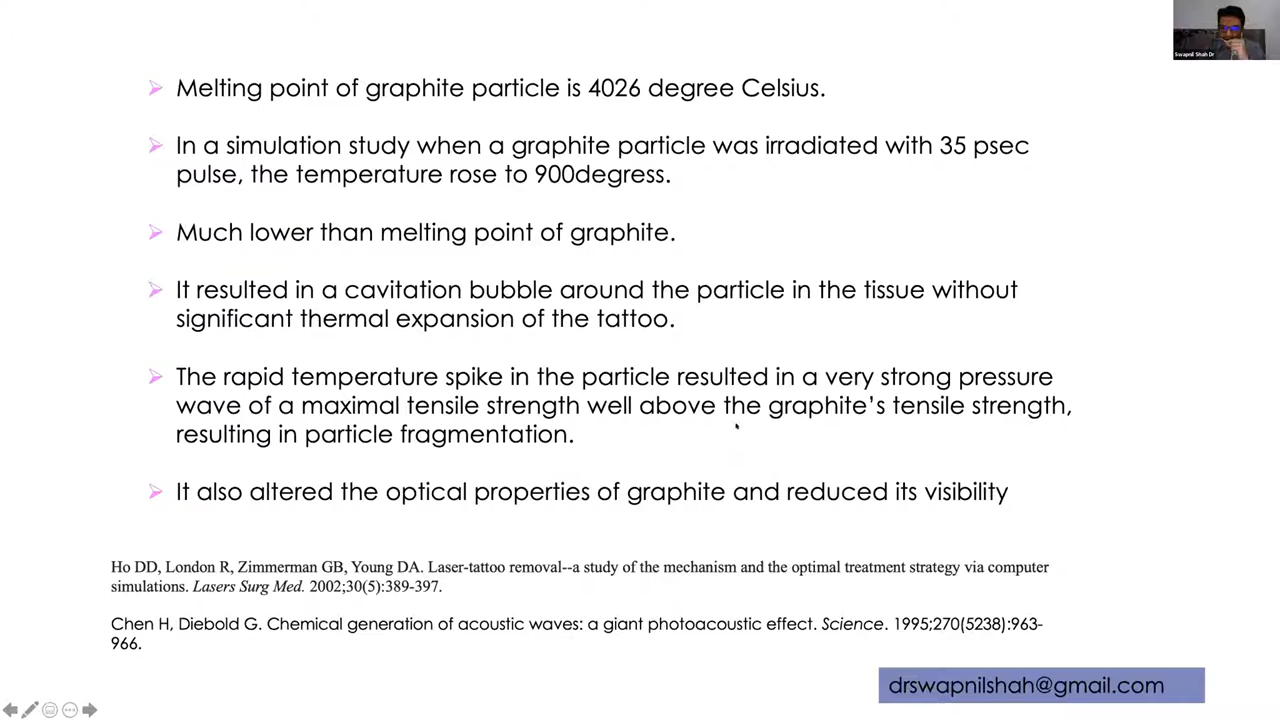 Swapnil Shah Dr
Melting point of graphite particle is 4026 degree Celsius.
In a simulation study when a graphite particle was irradiated with 35 psec
pulse, the temperature rose to 900degress.
Much lower than melting point of graphite.
It resulted in a cavitation bubble around the particle in the tissue without
significant thermal expansion of the tattoo.
The rapid temperature spike in the particle resulted in a very strong pressure
wave of a maximal tensile strength well above the graphite’s tensile strength,
resulting in particle fragmentation.
It also altered the optical properties of graphite and reduced its visibility
Ho DD, London R, Zimmerman GB, Young DA. Laser-tattoo removal--a study of the mechanism and the optimal treatment strategy via computer
simulations. Lasers Surg Med. 2002;30(5):389-397.
Chen H, Diebold G. Chemical generation of acoustic waves: a giant photoacoustic effect. Science. 1995;270(5238):963-
966.
drswapnilshah@gmail.com